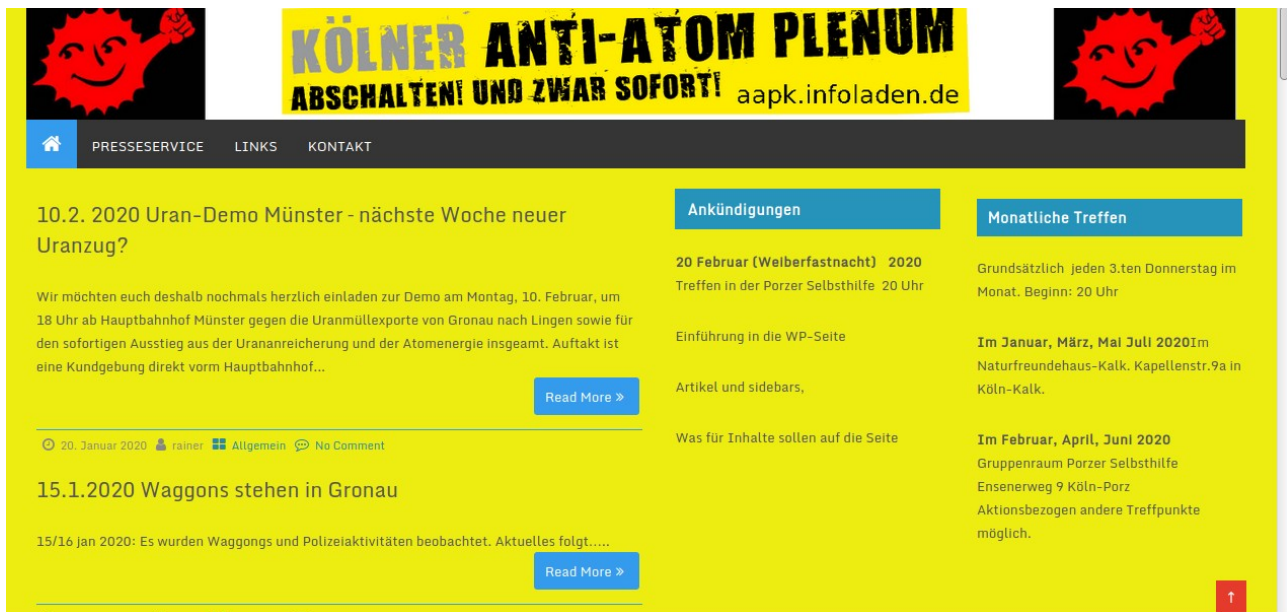 KÖLNER ANTI-ATOM PLENUM
ABSCHALTEN! UND ZWAR SOFORT! aapk.infoladen.de
PRESSESERVICE LINKS KONTAKT
10.2. 2020 Uran-Demo Münster – nächste Woche neuer
Uranzug?
Wir möchten euch deshalb nochmals herzlich einladen zur Demo am Montag, 10. Februar, um
18 Uhr ab Hauptbahnhof Münster gegen die Uranmüllexporte von Gronau nach Lingen sowie für
den sofortigen Ausstieg aus der Urananreicherung und der Atomenergie insgeamt. Auftakt ist
eine Kundgebung direkt vorm Hauptbahnhof...
Read More »
20. Januar 2020 rainer Allgemein No Comment
15.1.2020 Waggons stehen in Gronau
15/16 jan 2020: Es wurden Waggongs und Polizeiaktivitäten beobachtet. Aktuelles folgt.....
Read More »
Ankündigungen
20 Februar (Weiberfastnacht) 2020
Treffen in der Porzer Selbsthilfe 20 Uhr
Einführung in die WP-Seite
Artikel und sidebars,
Was für Inhalte sollen auf die Seite
Monatliche Treffen
Grundsätzlich jeden 3.ten Donnerstag im
Monat. Beginn: 20 Uhr
Im Januar, März, Mai Juli 2020Im
Naturfreundehaus-Kalk. Kapellenstr.9a in
Köln-Kalk.
Im Februar, April, Juni 2020
Gruppenraum Porzer Selbsthilfe
Ensenerweg 9 Köln-Porz
Aktionsbezogen andere Treffpunkte
möglich.